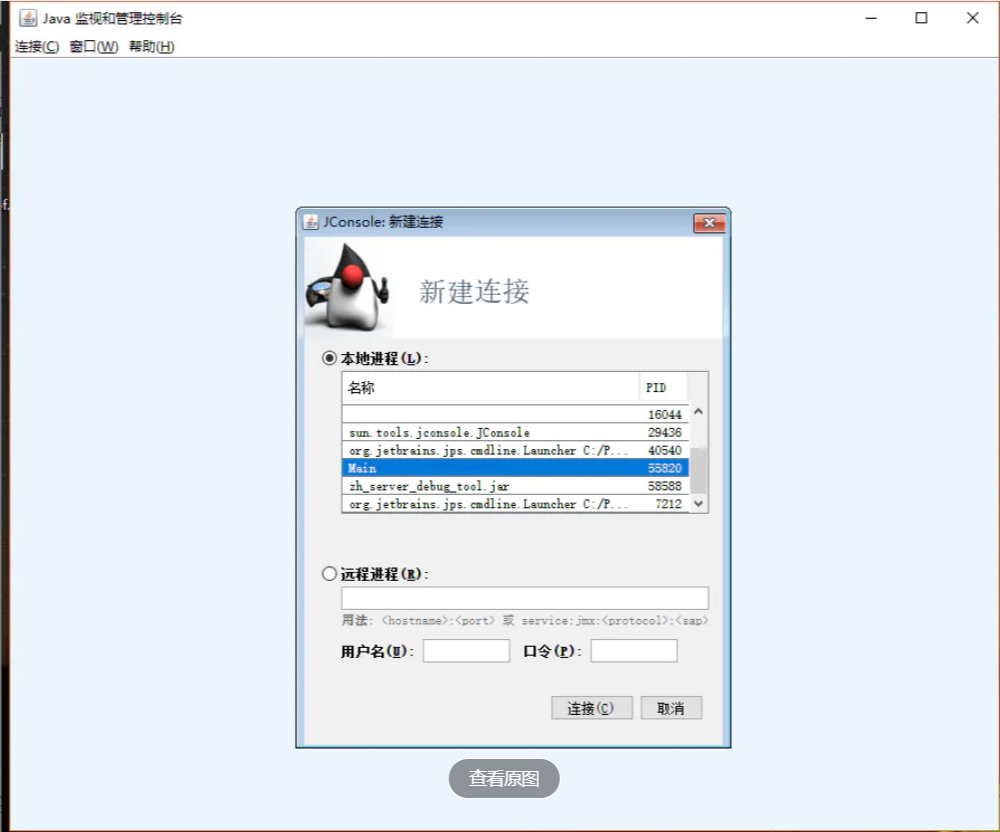 Java 监视和管理控制台
连接(C) 窗口(W) 帮助(H)
JConsole: 新建连接
新建连接
本地进程(L):
名称 PID
16044
sun.tools.jconsole.JConsole 29436
org.jetbrains.jps.cmdline.Launcher C:/P... 40540
Main 55820
zh_server_debug_tool.jar 58588
org.jetbrains.jps.cmdline.Launcher C:/P... 7212
远程进程(R):
用法: <hostname>:<port> 或 service:jmx:<protocol>:<sap>
用户名(U): 口令(P):
连接(C) 取消
查看原图